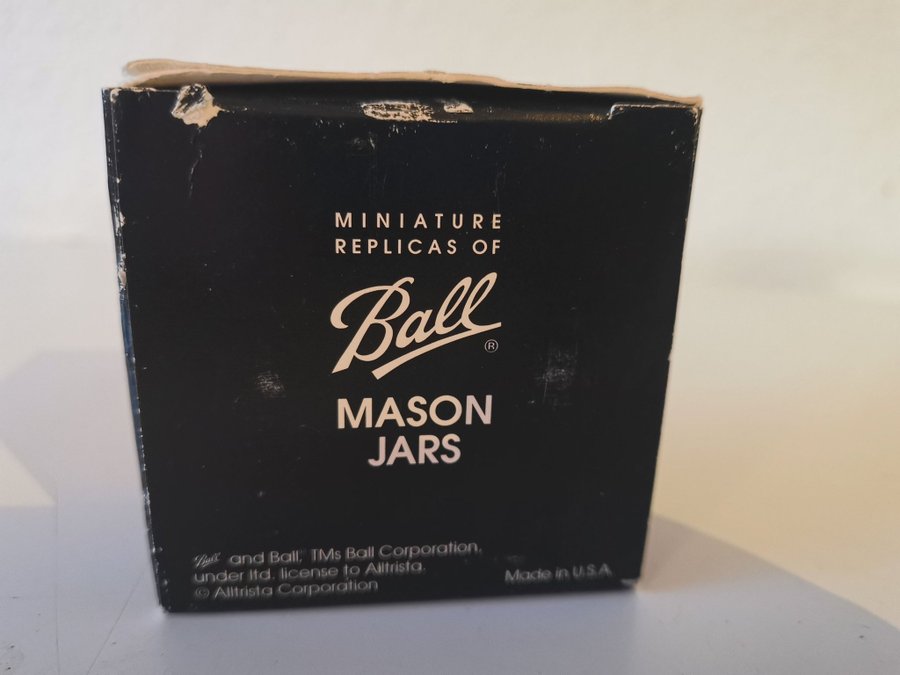 MINIATURE
REPLICAS OF
Ball
®
MASON
JARS
Ball and Ball, TMs Ball Corporation,
under ltd. license to Alltrista.
© Alltrista Corporation
Made in U.S.A.